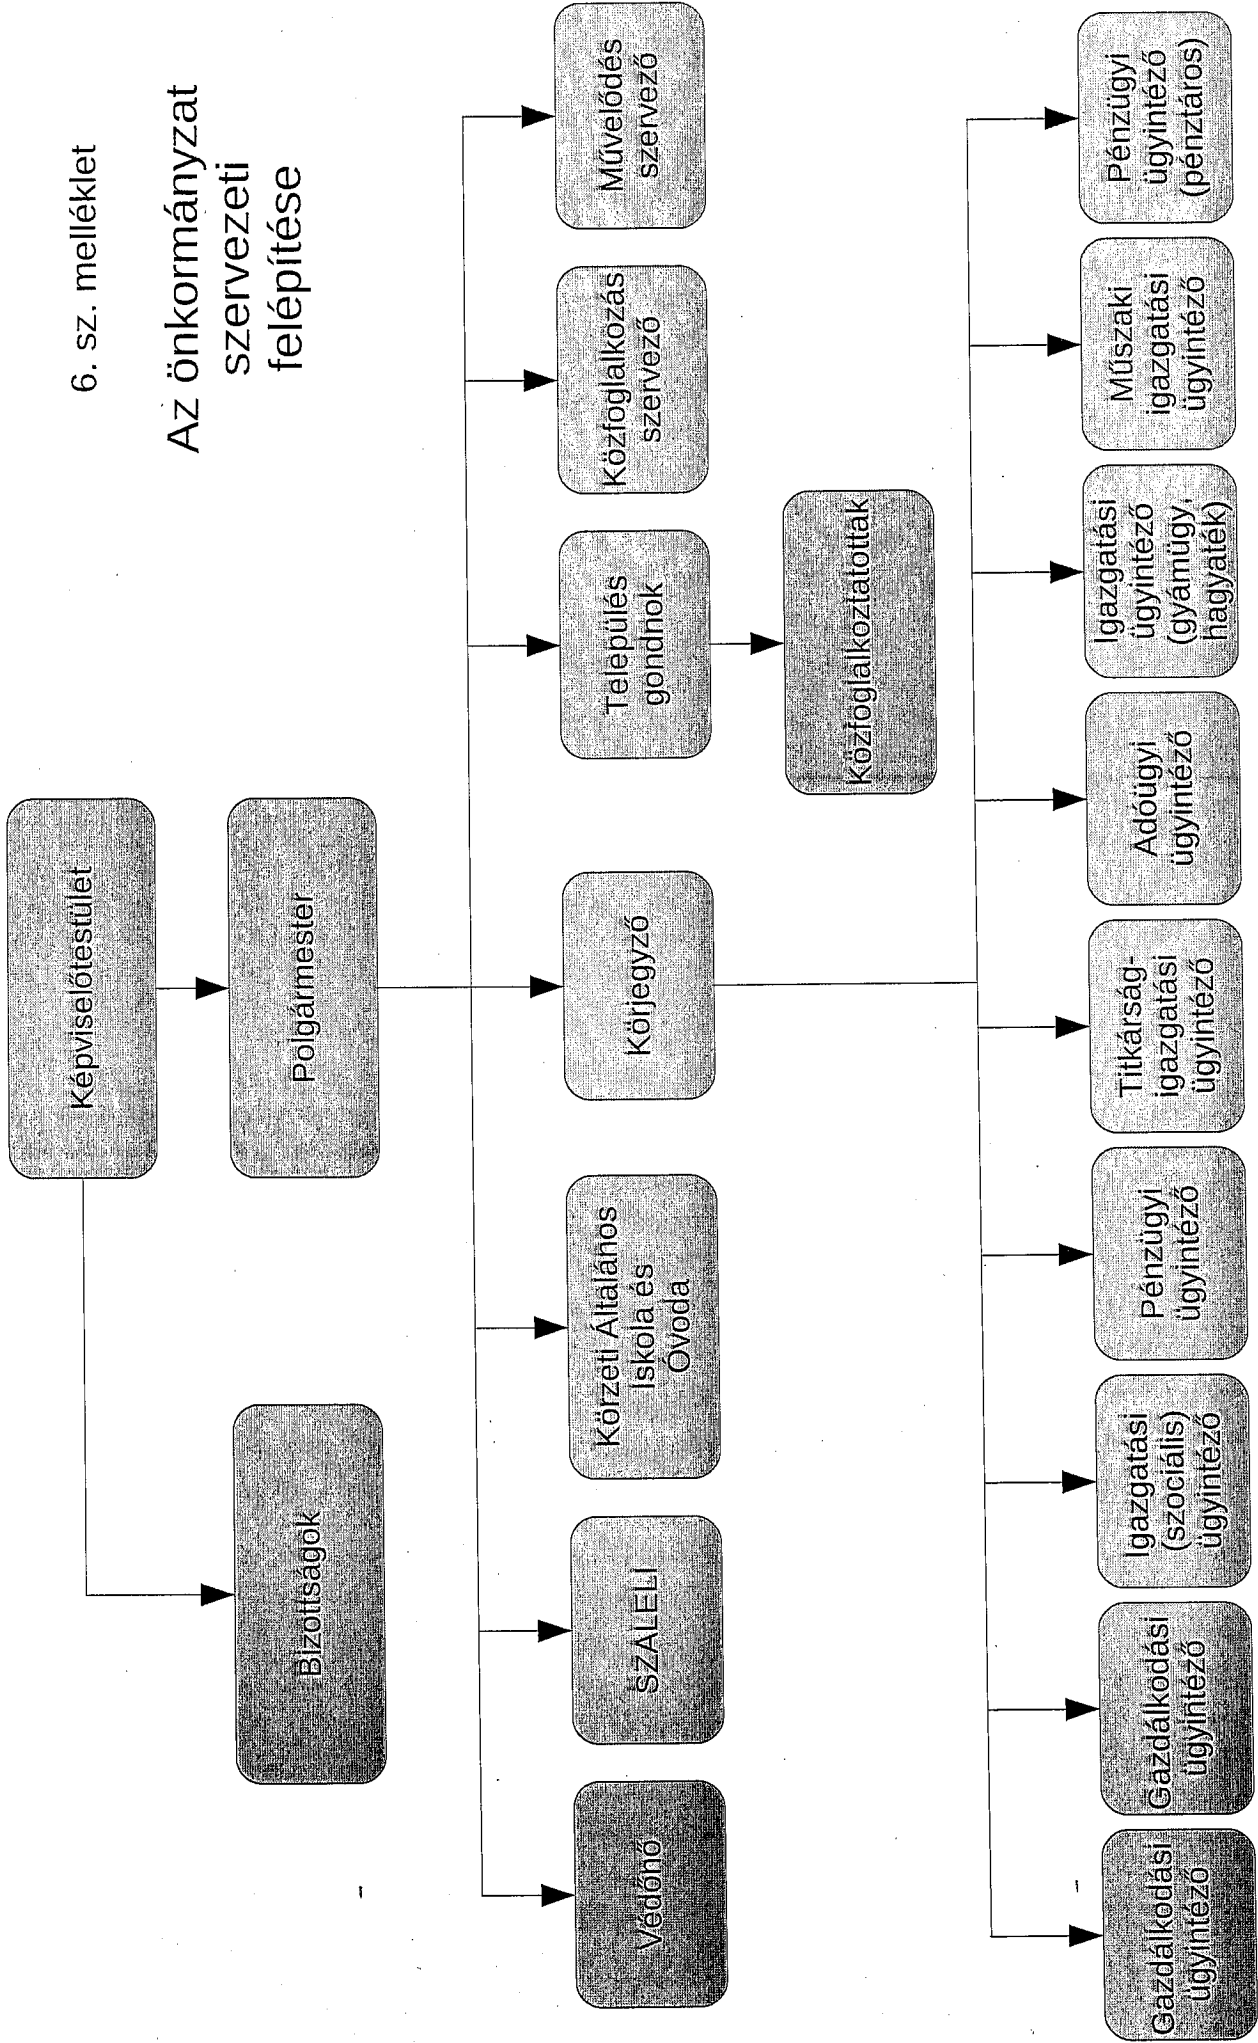 6. sz. melléklet
Az önkormányzat
szervezeti
felépítése
Képviselőtestület
Bizottságok
Polgármester
Védőnő
SZALELI
Körzeti Általános
Iskola és
Óvoda
Körjegyző
Település
gondnok
Közfoglalkozás
szervező
Művelődés
szervező
Közfoglalkoztatottak
Gazdálkodási
ügyintéző
Gazdálkodási
ügyintéző
Igazgatási
(szociális)
ügyintéző
Pénzügyi
ügyintéző
Titkárság-
igazgatási
ügyintéző
Adóügyi
ügyintéző
Igazgatási
ügyintéző
(gyámügy,
hagyaték)
Műszaki
igazgatási
ügyintéző
Pénzügyi
ügyintéző
(pénztáros)